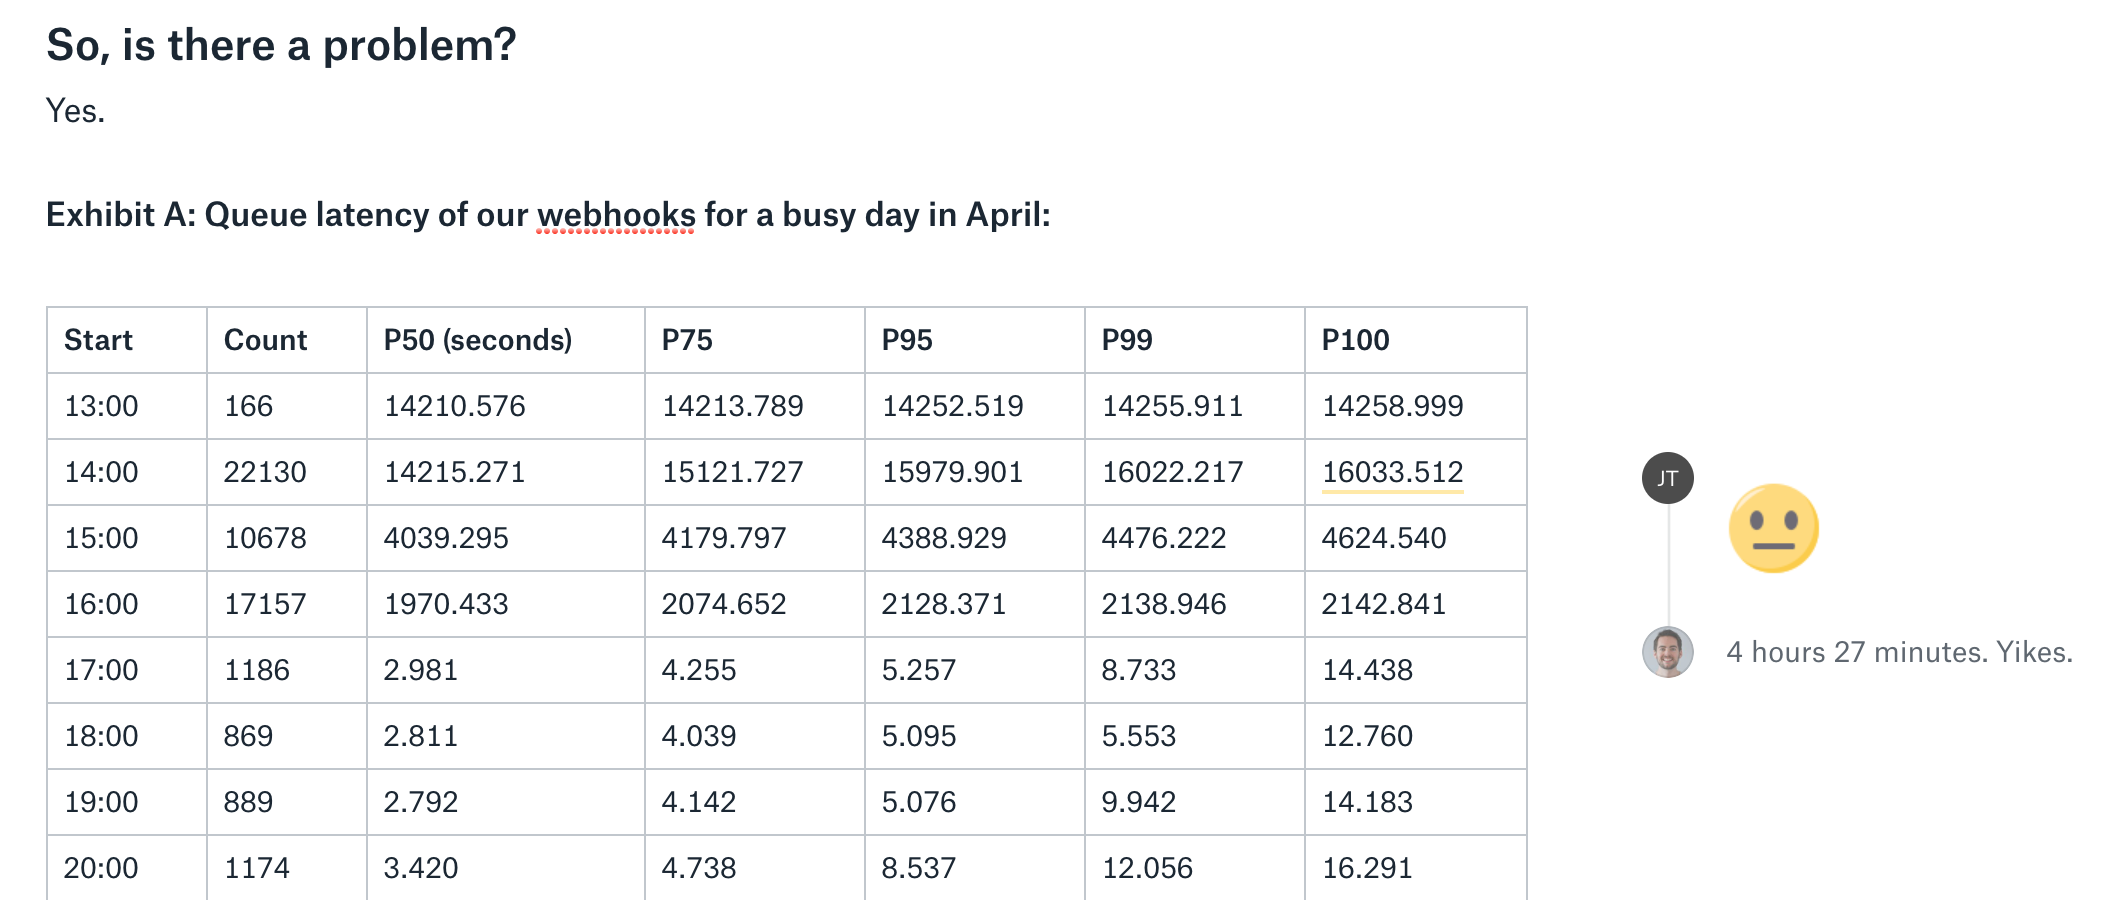 So, is there a problem?
Yes.
Exhibit A: Queue latency of our webhooks for a busy day in April:
Start Count P50 (seconds) P75 P95 P99 P100
13:00 166 14210.576 14213.789 14252.519 14255.911 14258.999
14:00 22130 14215.271 15121.727 15979.901 16022.217 16033.512
15:00 10678 4039.295 4179.797 4388.929 4476.222 4624.540
16:00 17157 1970.433 2074.652 2128.371 2138.946 2142.841
17:00 1186 2.981 4.255 5.257 8.733 14.438
18:00 869 2.811 4.039 5.095 5.553 12.760
19:00 889 2.792 4.142 5.076 9.942 14.183
20:00 1174 3.420 4.738 8.537 12.056 16.291
JT
4 hours 27 minutes. Yikes.